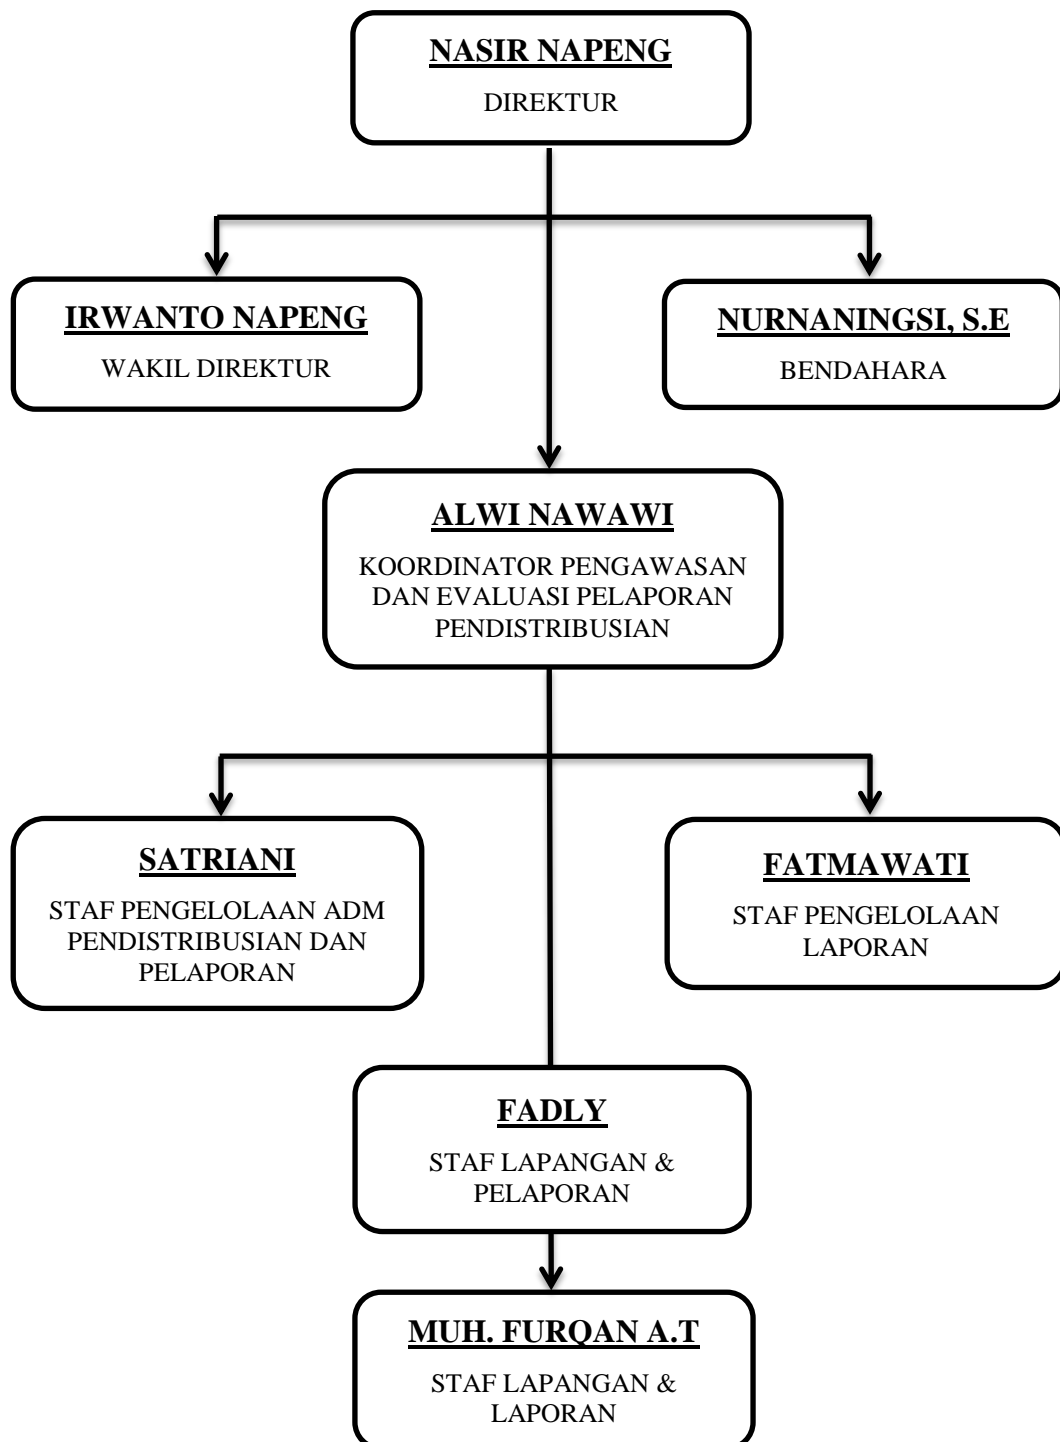 NASIR NAPENG
DIREKTUR
IRWANTO NAPENG
WAKIL DIREKTUR
NURNANINGSI, S.E
BENDAHARA
ALWI NAWAWI
KOORDINATOR PENGAWASAN
DAN EVALUASI PELAPORAN
PENDISTRIBUSIAN
SATRIANI
STAF PENGELOLAAN ADM
PENDISTRIBUSIAN DAN
PELAPORAN
FATMAWATI
STAF PENGELOLAAN
LAPORAN
FADLY
STAF LAPANGAN &
PELAPORAN
MUH. FURQAN A.T
STAF LAPANGAN &
LAPORAN